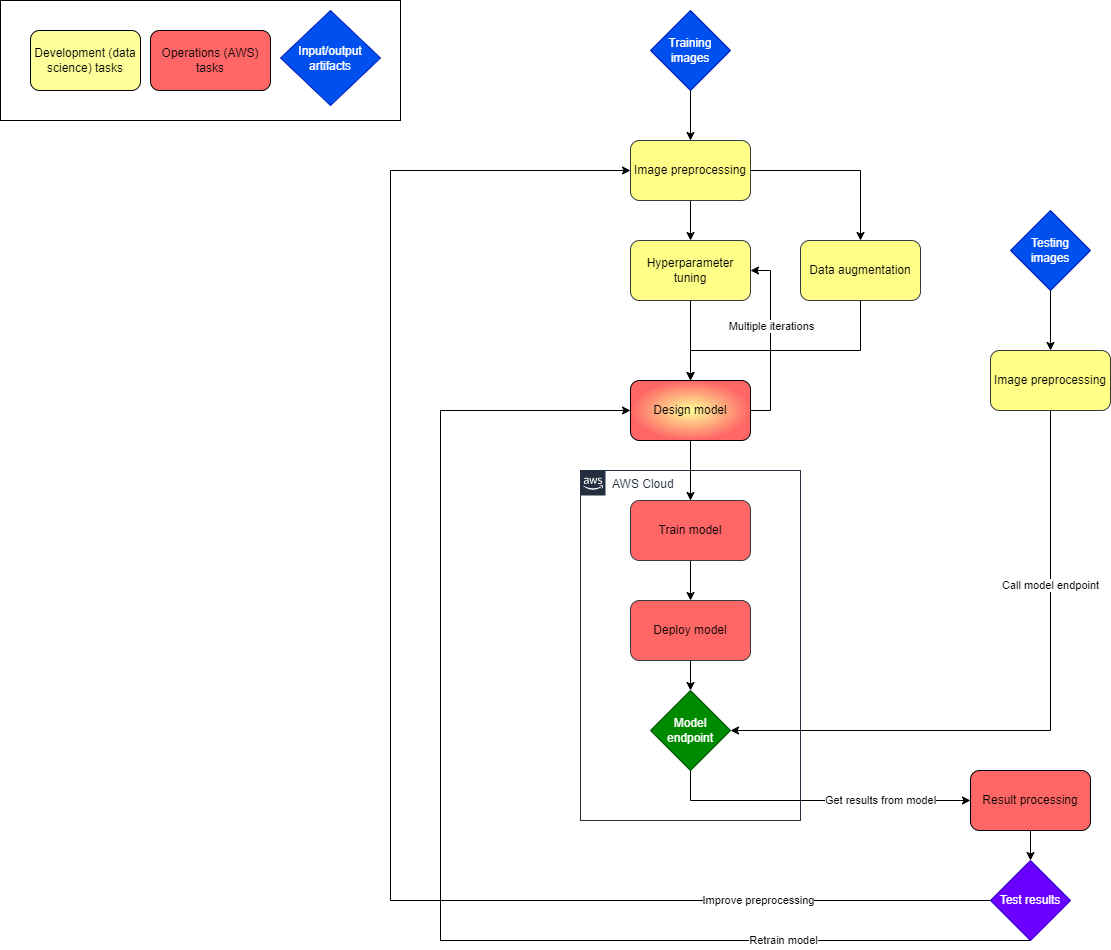 Development (data
science) tasks
Operations (AWS)
tasks
Input/output
artifacts
Training
images
Image preprocessing
Hyperparameter
tuning
Data augmentation
Testing
images
Multiple iterations
Image preprocessing
Design model
aws
AWS Cloud
Train model
Call model endpoint
Deploy model
Model
endpoint
Get results from model
Result processing
Improve preprocessing
Test results
Retrain model